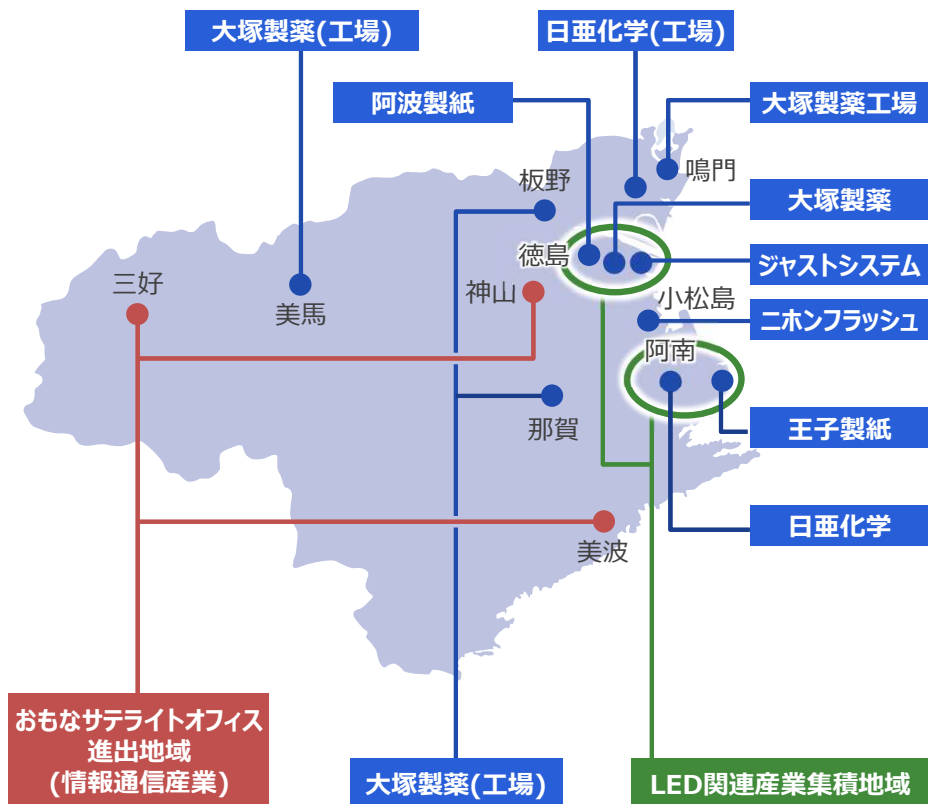 大塚製薬(工場)
日亜化学(工場)
阿波製紙
大塚製薬工場
鳴門
板野
大塚製薬
徳島
ジャストシステム
三好
神山
小松島
美馬
ニホンフラッシュ
阿南
那賀
王子製紙
日亜化学
美波
おもなサテライトオフィス
進出地域
(情報通信産業)
大塚製薬(工場)
LED関連産業集積地域